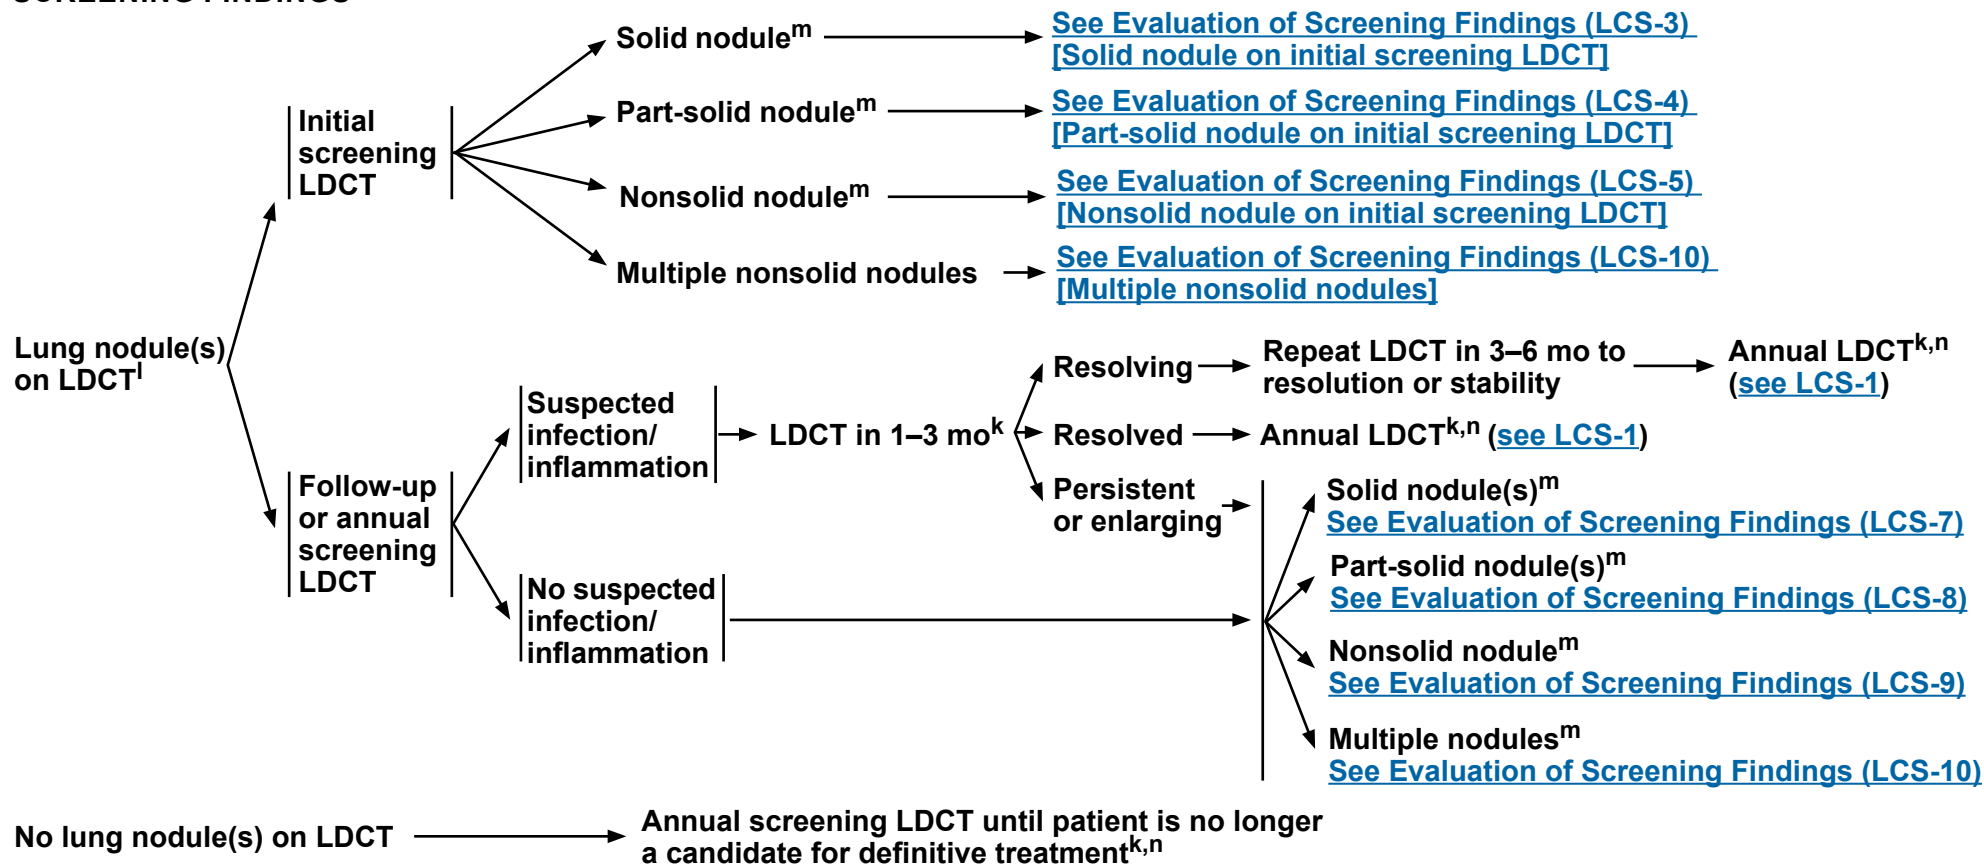 Solid nodule^m
See Evaluation of Screening Findings (LCS-3)
[Solid nodule on initial screening LDCT]
Initial
screening
LDCT
Part-solid nodule^m
See Evaluation of Screening Findings (LCS-4)
[Part-solid nodule on initial screening LDCT]
Nonsolid nodule^m
See Evaluation of Screening Findings (LCS-5)
[Nonsolid nodule on initial screening LDCT]
Multiple nonsolid nodules
See Evaluation of Screening Findings (LCS-10)
[Multiple nonsolid nodules]
Lung nodule(s)
on LDCT^l
Follow-up
or annual
screening
LDCT
Suspected
infection/
inflammation
LDCT in 1–3 mo^k
Resolving
Repeat LDCT in 3–6 mo to
resolution or stability
Annual LDCT^k,n
(see LCS-1)
Resolved
Annual LDCT^k,n (see LCS-1)
Persistent
or enlarging
No suspected
infection/
inflammation
Solid nodule(s)^m
See Evaluation of Screening Findings (LCS-7)
Part-solid nodule(s)^m
See Evaluation of Screening Findings (LCS-8)
Nonsolid nodule^m
See Evaluation of Screening Findings (LCS-9)
Multiple nodules^m
See Evaluation of Screening Findings (LCS-10)
No lung nodule(s) on LDCT
Annual screening LDCT until patient is no longer
a candidate for definitive treatment^k,n